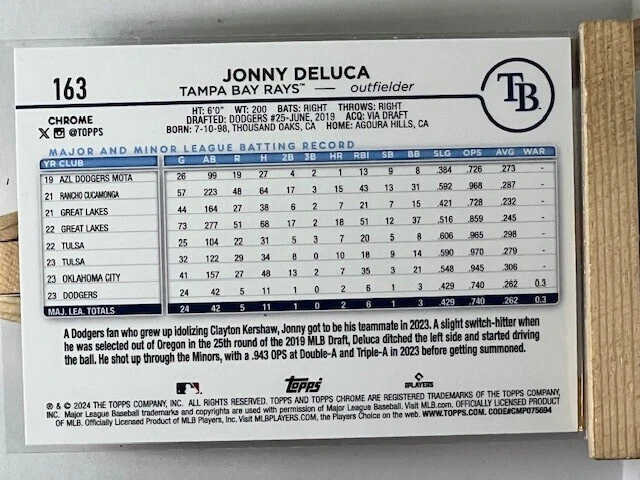 163
JONNY DELUCA
TAMPA BAY RAYS™ — outfielder
TB
CHROME
X @TOPPS
HT: 6'0" WT: 200 BATS: RIGHT THROWS: RIGHT
DRAFTED: DODGERS #25-JUNE, 2019 ACQ: VIA DRAFT
BORN: 7-10-98, THOUSAND OAKS, CA HOME: AGOURA HILLS, CA
MAJOR AND MINOR LEAGUE BATTING RECORD
YR CLUB G AB R H 2B 3B HR RBI SB BB SLG OPS AVG WAR
19 AZL DODGERS MOTA 26 99 19 27 4 2 1 13 9 8 .384 .726 .273 -
21 RANCHO CUCAMONGA 57 223 48 64 17 3 15 43 13 31 .592 .968 .287 -
21 GREAT LAKES 44 164 27 38 6 2 7 21 7 15 .421 .728 .232 -
22 GREAT LAKES 73 277 51 68 17 2 18 51 12 37 .516 .859 .245 -
22 TULSA 25 104 22 31 5 3 7 20 5 8 .606 .965 .298 -
23 TULSA 32 122 29 34 8 0 10 18 9 14 .590 .970 .279 -
23 OKLAHOMA CITY 41 157 27 48 13 2 7 35 3 21 .548 .945 .306 -
23 DODGERS 24 42 5 11 1 0 2 6 1 3 .429 .740 .262 0.3
MAJ. LEA. TOTALS 24 42 5 11 1 0 2 6 1 3 .429 .740 .262 0.3
A Dodgers fan who grew up idolizing Clayton Kershaw, Jonny got to be his teammate in 2023. A slight switch-hitter when
he was selected out of Oregon in the 25th round of the 2019 MLB Draft, Deluca ditched the left side and started driving
the ball. He shot up through the Minors, with a .943 OPS at Double-A and Triple-A in 2023 before getting summoned.
topps
PLAYERS
® & © 2024 THE TOPPS COMPANY, INC. ALL RIGHTS RESERVED. TOPPS AND TOPPS CHROME ARE REGISTERED TRADEMARKS OF THE TOPPS COMPANY,
INC. Major League Baseball trademarks and copyrights are used with permission of Major League Baseball. Visit MLB.com. OFFICIALLY LICENSED PRODUCT
OF MLB. Officially Licensed Product of MLB Players, Inc. Visit MLBPLAYERS.com, the Players Choice on the web. WWW.TOPPS.COM. CODE#CMP075694